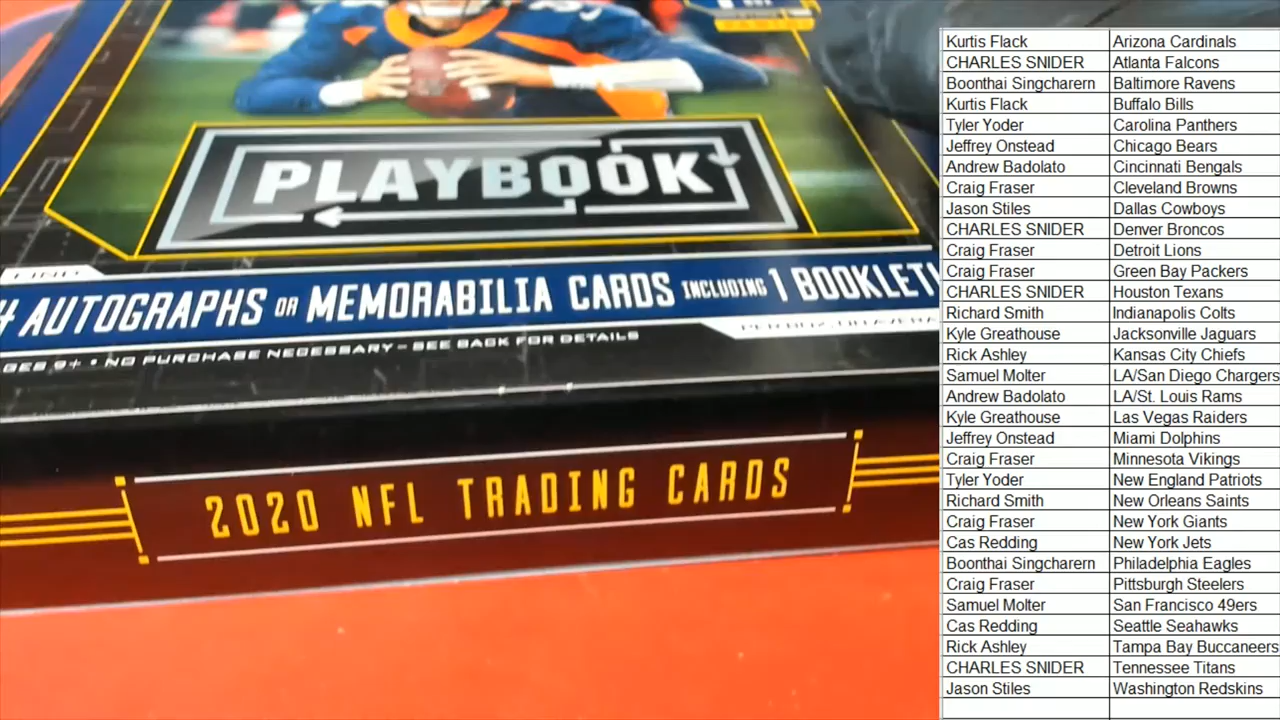 PLAYBOOK
FIND
# AUTOGRAPHS OR MEMORABILIA CARDS INCLUDING 1 BOOKLET!
GES 9+ • NO PURCHASE NECESSARY – SEE BACK FOR DETAILS
2020 NFL TRADING CARDS
Kurtis Flack Arizona Cardinals
CHARLES SNIDER Atlanta Falcons
Boonthai Singcharern Baltimore Ravens
Kurtis Flack Buffalo Bills
Tyler Yoder Carolina Panthers
Jeffrey Onstead Chicago Bears
Andrew Badolato Cincinnati Bengals
Craig Fraser Cleveland Browns
Jason Stiles Dallas Cowboys
CHARLES SNIDER Denver Broncos
Craig Fraser Detroit Lions
Craig Fraser Green Bay Packers
CHARLES SNIDER Houston Texans
Richard Smith Indianapolis Colts
Kyle Greathouse Jacksonville Jaguars
Rick Ashley Kansas City Chiefs
Samuel Molter LA/San Diego Chargers
Andrew Badolato LA/St. Louis Rams
Kyle Greathouse Las Vegas Raiders
Jeffrey Onstead Miami Dolphins
Craig Fraser Minnesota Vikings
Tyler Yoder New England Patriots
Richard Smith New Orleans Saints
Craig Fraser New York Giants
Cas Redding New York Jets
Boonthai Singcharern Philadelphia Eagles
Craig Fraser Pittsburgh Steelers
Samuel Molter San Francisco 49ers
Cas Redding Seattle Seahawks
Rick Ashley Tampa Bay Buccaneers
CHARLES SNIDER Tennessee Titans
Jason Stiles Washington Redskins